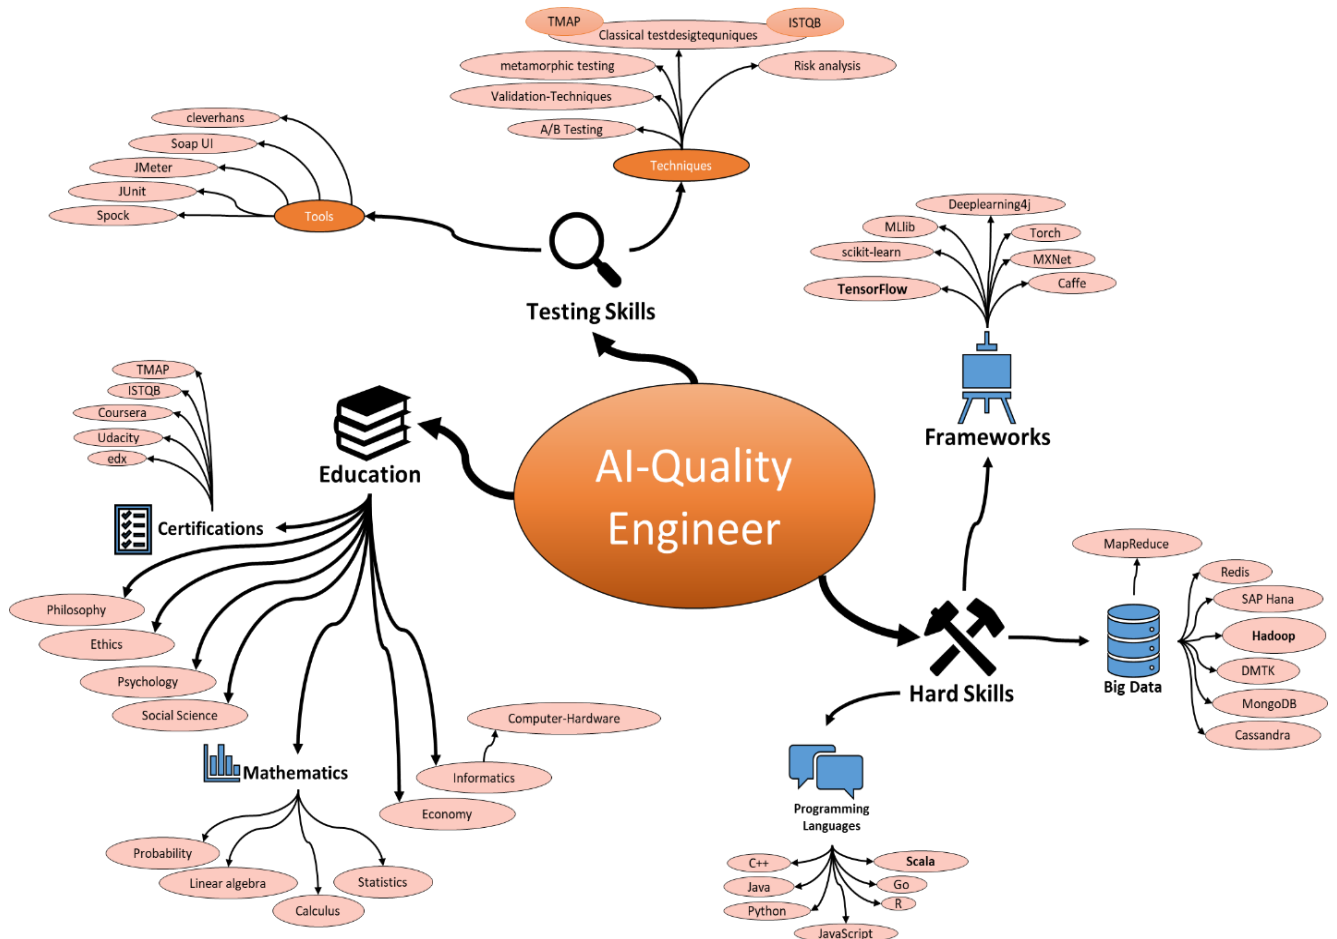 TMAP
ISTQB
Classical testdesigtequniques
metamorphic testing
Risk analysis
Validation-Techniques
A/B Testing
Techniques
cleverhans
Soap UI
JMeter
JUnit
Spock
Tools
Testing Skills
Deeplearning4j
MLlib
Torch
scikit-learn
MXNet
TensorFlow
Caffe
Frameworks
TMAP
ISTQB
Coursera
Udacity
edx
Education
Certifications
AI-Quality
Engineer
Philosophy
Ethics
Psychology
Social Science
Mathematics
Computer-Hardware
Informatics
Economy
Probability
Linear algebra
Statistics
Calculus
Hard Skills
MapReduce
Redis
SAP Hana
Hadoop
DMTK
MongoDB
Cassandra
Big Data
Programming
Languages
C++
Scala
Java
Go
R
Python
JavaScript